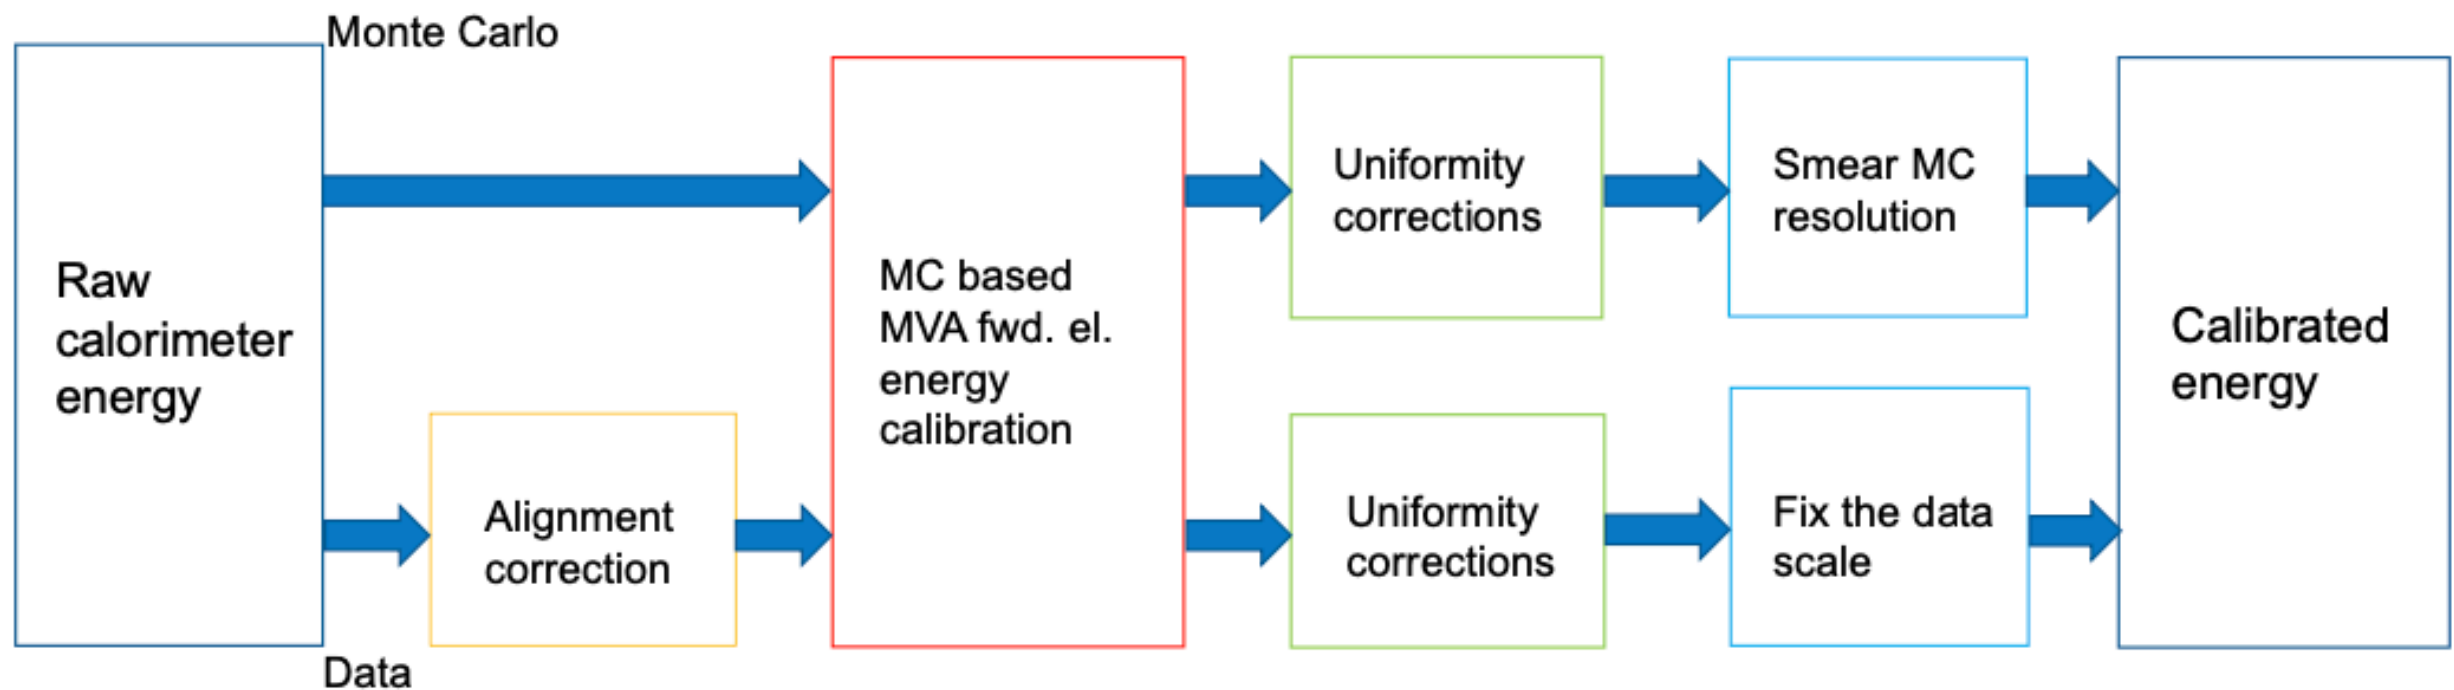 Monte Carlo
Raw
calorimeter
energy
Data
Alignment
correction
MC based
MVA fwd. el.
energy
calibration
Uniformity
corrections
Uniformity
corrections
Smear MC
resolution
Fix the data
scale
Calibrated
energy